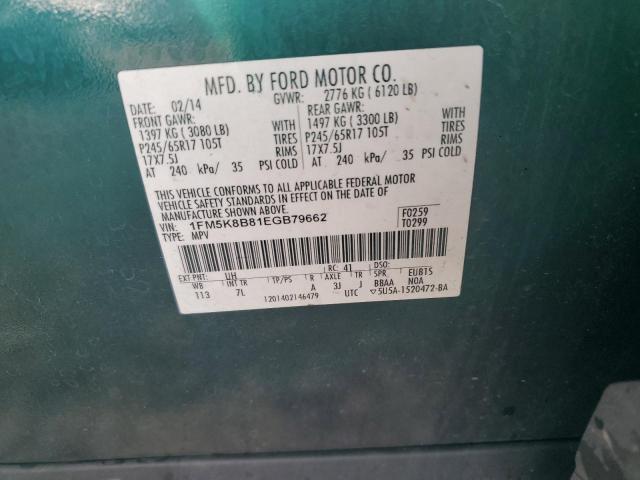 MFD. BY FORD MOTOR CO.
DATE: 02/14 GVWR: 2776 KG ( 6120 LB)
FRONT GAWR: REAR GAWR:
1397 KG ( 3080 LB) WITH 1497 KG ( 3300 LB) WITH
P245/65R17 105T TIRES P245/65R17 105T TIRES
17X7.5J RIMS 17X7.5J RIMS
AT 240 kPa/ 35 PSI COLD AT 240 kPa/ 35 PSI COLD
THIS VEHICLE CONFORMS TO ALL APPLICABLE FEDERAL MOTOR
VEHICLE SAFETY STANDARDS IN EFFECT ON THE DATE OF
MANUFACTURE SHOWN ABOVE.
VIN: 1FM5K8B81EGB79662 F0259
TYPE: MPV T0299
EXT PNT: UH RC: 41 DSO:
WB INT TR TP/PS R AXLE TR SPR EUB1S
T13 7L A 3J J BBAA NOA
1201402146479 UTC ▽5U5A-1520472-BA